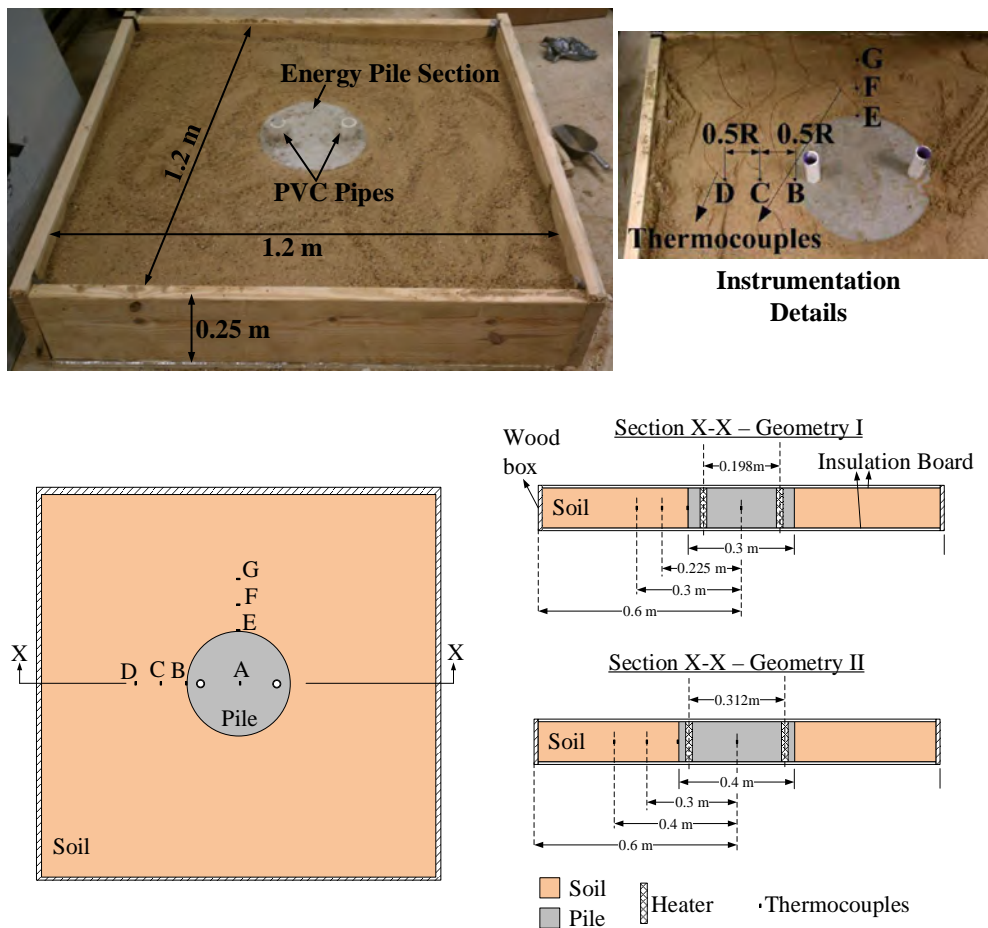 Energy Pile Section
1.2 m
PVC Pipes
1.2 m
0.25 m
G
F
E
0.5R 0.5R
D C B
Thermocouples
Instrumentation
Details
G
F
E
X X
D C B A
Pile
Soil
Section X-X – Geometry I
Wood
box
0.198m
Insulation Board
Soil
0.3 m
0.225 m
0.3 m
0.6 m
Section X-X – Geometry II
0.312m
Soil
0.4 m
0.3 m
0.4 m
0.6 m
Soil
Pile
Heater
Thermocouples